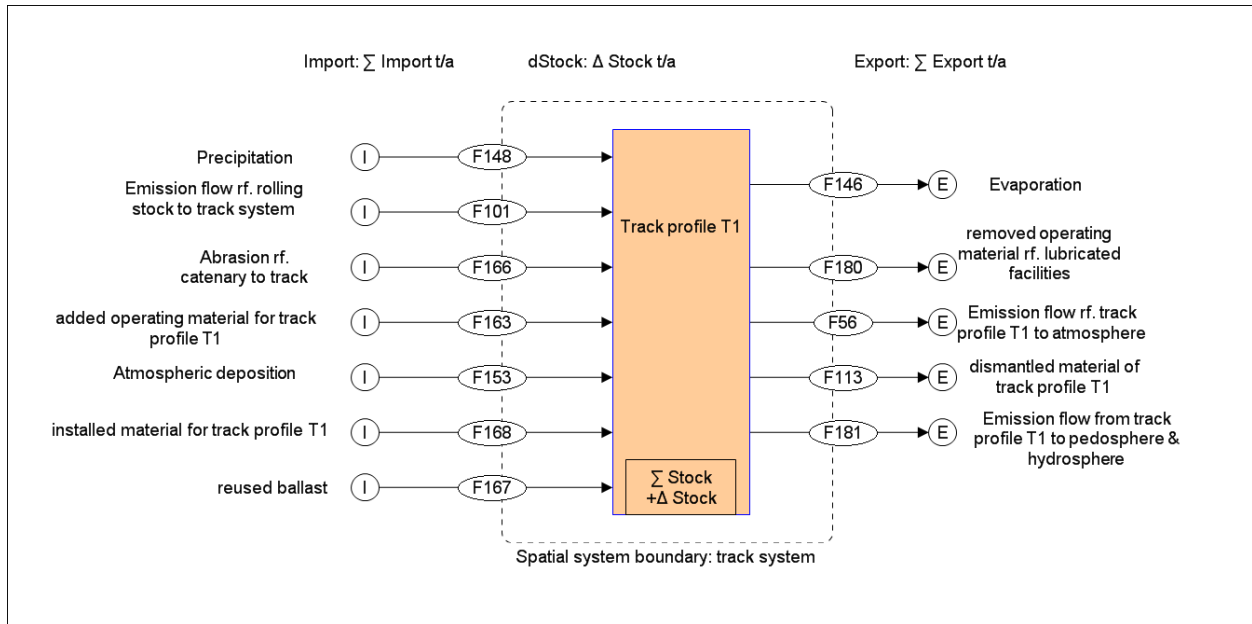 Import: ∑ Import t/a
dStock: Δ Stock t/a
Export: ∑ Export t/a
Precipitation
I
F148
Emission flow rf. rolling
stock to track system
I
F101
Abrasion rf.
catenary to track
I
F166
added operating material for track
profile T1
I
F163
Atmospheric deposition
I
F153
installed material for track profile T1
I
F168
reused ballast
I
F167
Track profile T1
∑ Stock
+Δ Stock
F146
E
Evaporation
F180
E
removed operating
material rf. lubricated
facilities
F56
E
Emission flow rf. track
profile T1 to atmosphere
F113
E
dismantled material of
track profile T1
F181
E
Emission flow from track
profile T1 to pedosphere &
hydrosphere
Spatial system boundary: track system